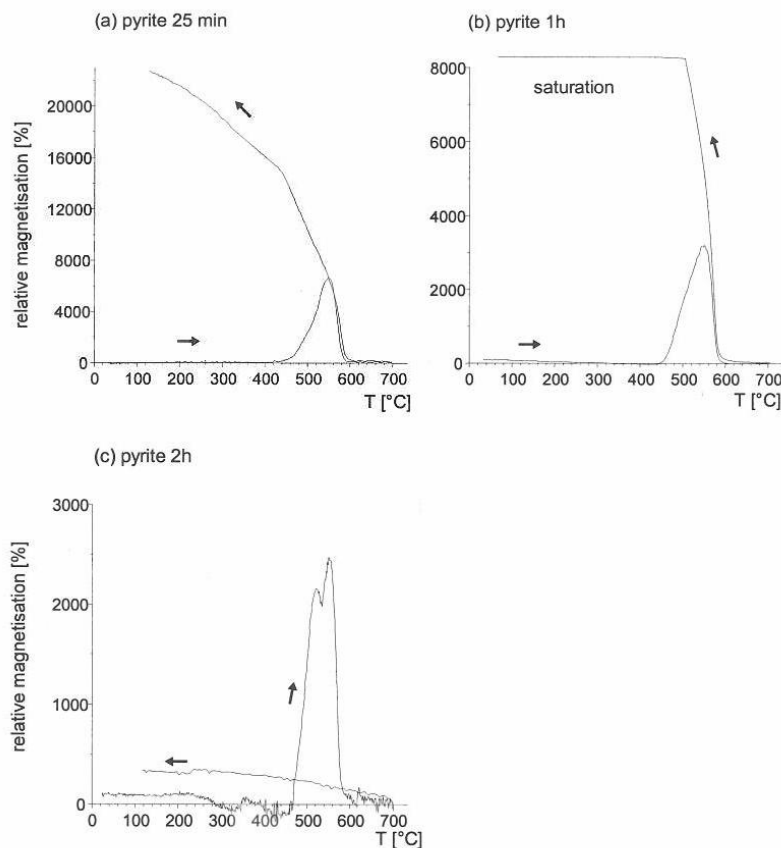 (a) pyrite 25 min
relative magnetisation [%]
20000
16000
12000
8000
4000
0
0 100 200 300 400 500 600 700
T [°C]
(b) pyrite 1h
saturation
8000
6000
4000
2000
0
0 100 200 300 400 500 600 700
T [°C]
(c) pyrite 2h
relative magnetisation [%]
3000
2000
1000
0
0 100 200 300 400 500 600 700
T [°C]